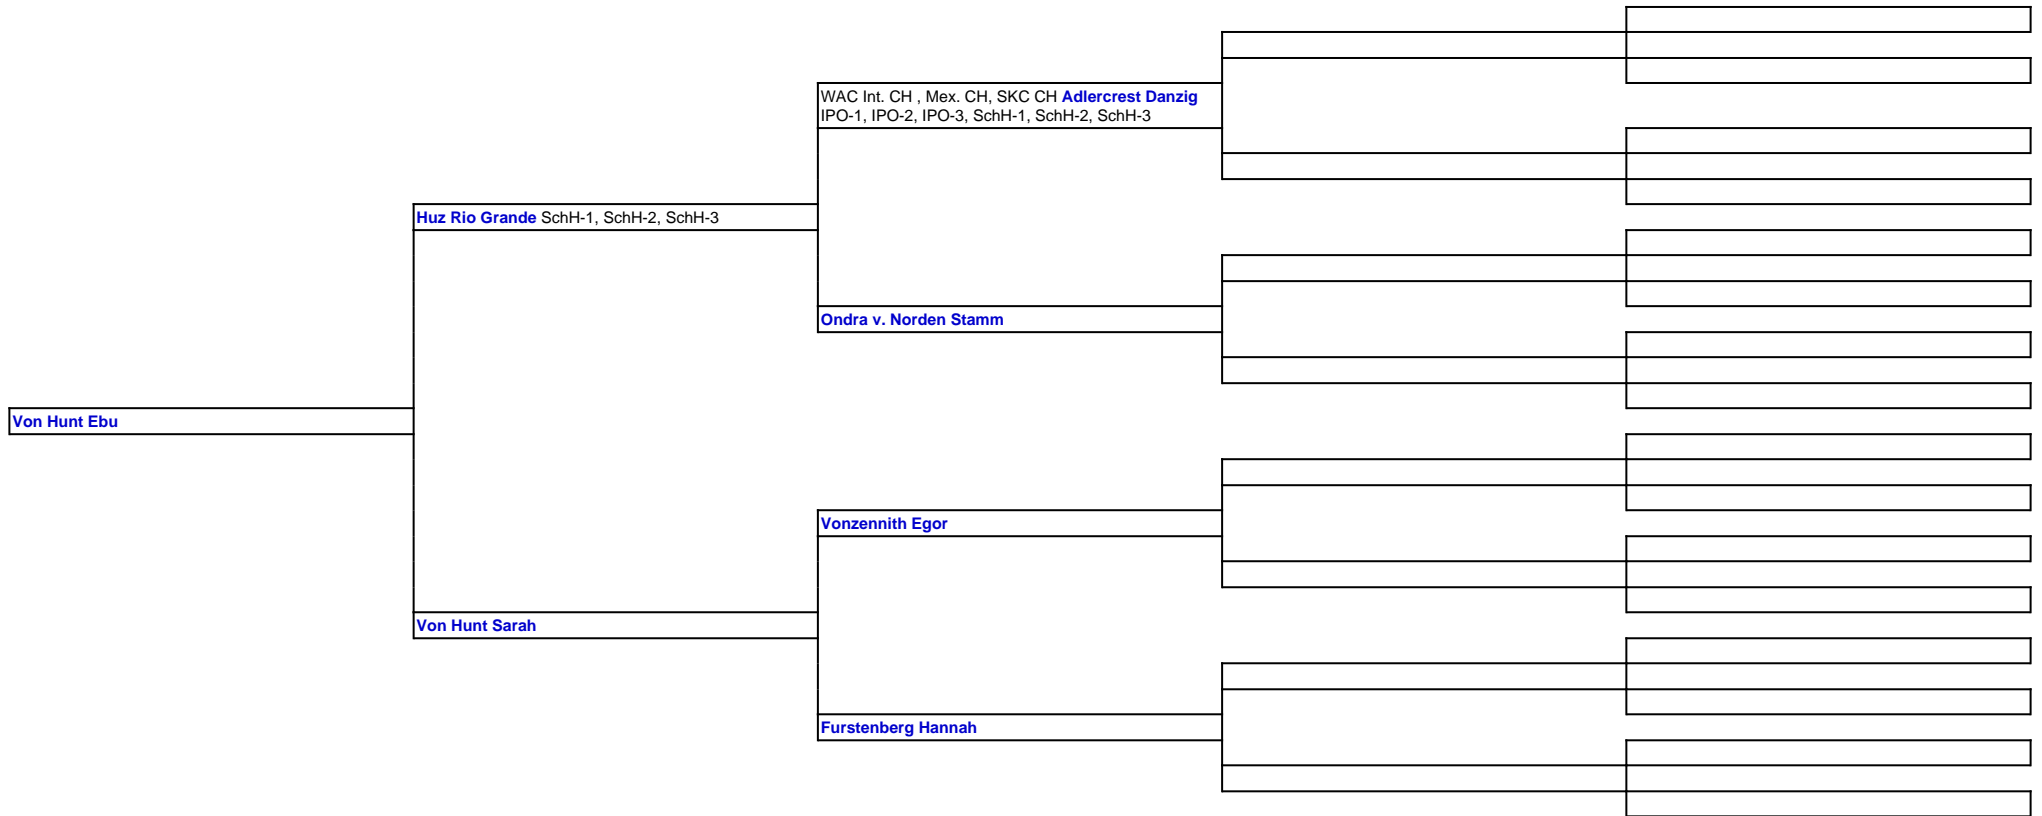 WAC Int. CH , Mex. CH, SKC CH Adlercrest Danzig
IPO-1, IPO-2, IPO-3, SchH-1, SchH-2, SchH-3
Huz Rio Grande SchH-1, SchH-2, SchH-3
Ondra v. Norden Stamm
Von Hunt Ebu
Vonzennith Egor
Von Hunt Sarah
Furstenberg Hannah